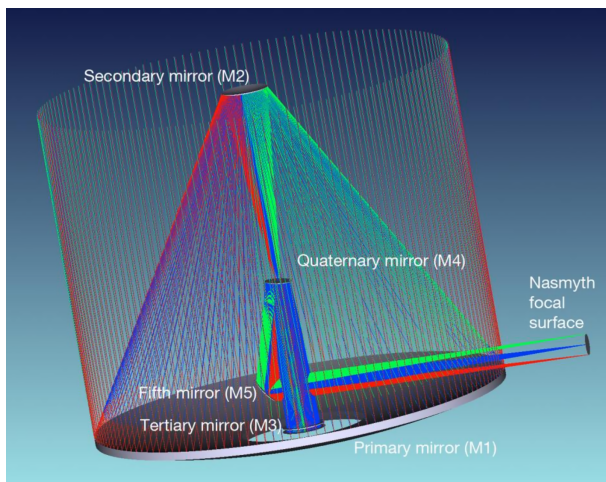 Secondary mirror (M2)
Quaternary mirror (M4)
Nasmyth
focal
surface
Fifth mirror (M5)
Tertiary mirror (M3)
Primary mirror (M1)